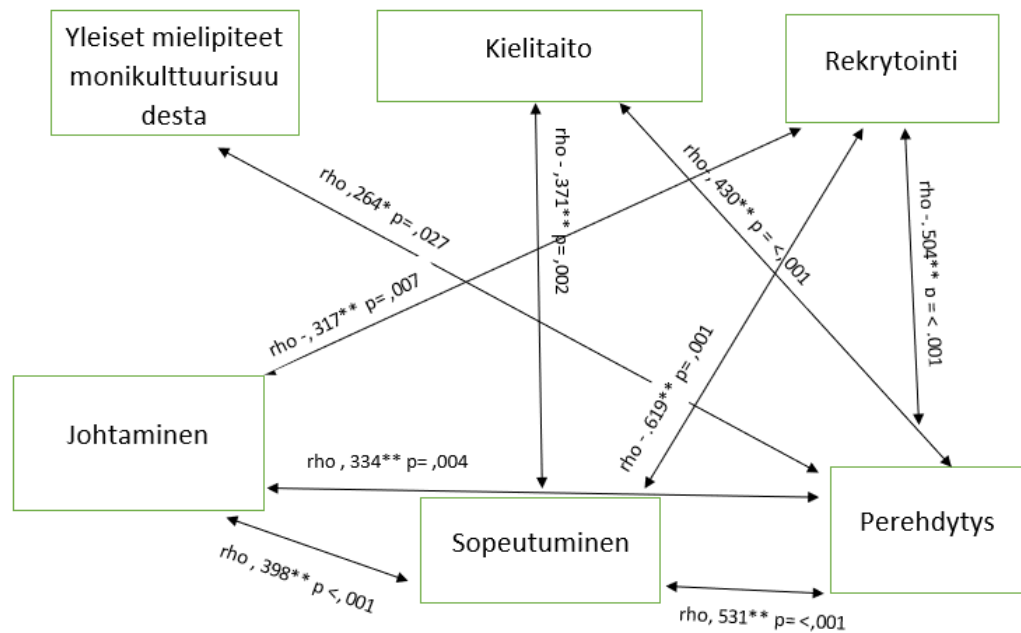 Yleiset mielipiteet
monikulttuurisuu
desta
Kielitaito
Rekrytointi
rho ,264* p= ,027
rho - ,371** p= ,002
rho-, 430** p = <,001
rho -. 504** p = < .001
rho -,317** p= ,007
rho - .619** p= ,001
Johtaminen
rho , 334** p= ,004
Sopeutuminen
Perehdytys
rho , 398** p <, 001
rho, 531** p= <,001